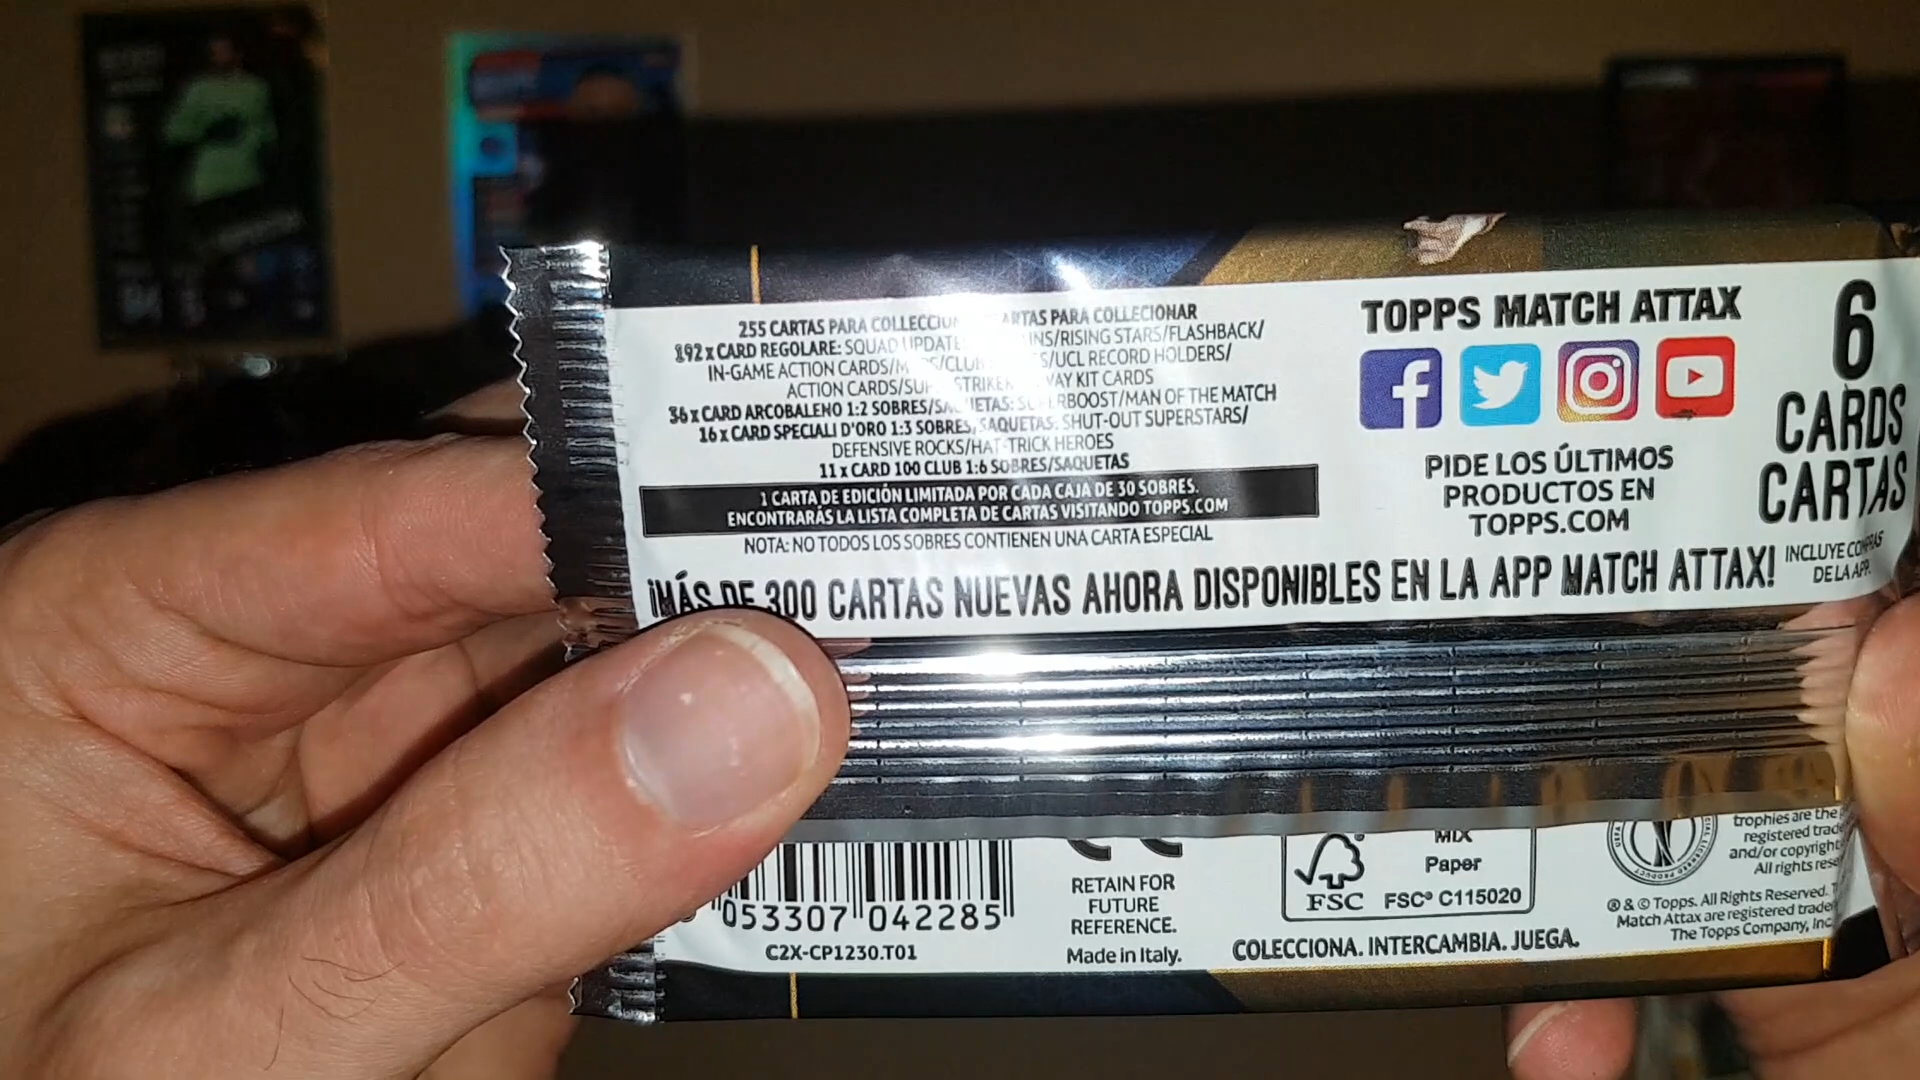 255 CARTAS PARA COLLECCIO ARTAS PARA COLLECIONAR
192 x CARD REGOLARE: SQUAD UPDATE INS/RISING STARS/FLASHBACK/
IN-GAME ACTION CARDS/M /CLUB S/UCL RECORD HOLDERS/
ACTION CARDS/SUP STRIKER WAY KIT CARDS
36 x CARD ARCOBALENO 1:2 SOBRES/SAQUETAS: SUPERBOOST/MAN OF THE MATCH
16 x CARD SPECIALI D'ORO 1:3 SOBRES/SAQUETAS: SHUT-OUT SUPERSTARS/
DEFENSIVE ROCKS/HAT-TRICK HEROES
11 x CARD 100 CLUB 1:6 SOBRES/SAQUETAS
1 CARTA DE EDICIÓN LIMITADA POR CADA CAJA DE 30 SOBRES.
ENCONTRARÁS LA LISTA COMPLETA DE CARTAS VISITANDO TOPPS.COM
NOTA: NO TODOS LOS SOBRES CONTIENEN UNA CARTA ESPECIAL
TOPPS MATCH ATTAX
PIDE LOS ÚLTIMOS
PRODUCTOS EN
TOPPS.COM
6
CARDS
CARTAS
INCLUYE COMPRAS
DE LA APP.
¡MÁS DE 300 CARTAS NUEVAS AHORA DISPONIBLES EN LA APP MATCH ATTAX!
053307 042285
C2X-CP1230.T01
RETAIN FOR
FUTURE
REFERENCE.
Made in Italy.
MIX
Paper
FSC FSC® C115020
COLECCIONA. INTERCAMBIA. JUEGA.
trophies are the
registered trad
and/or copyright
All rights rese
® & © Topps. All Rights Reserved. T
Match Attax are registered trade
The Topps Company, Inc